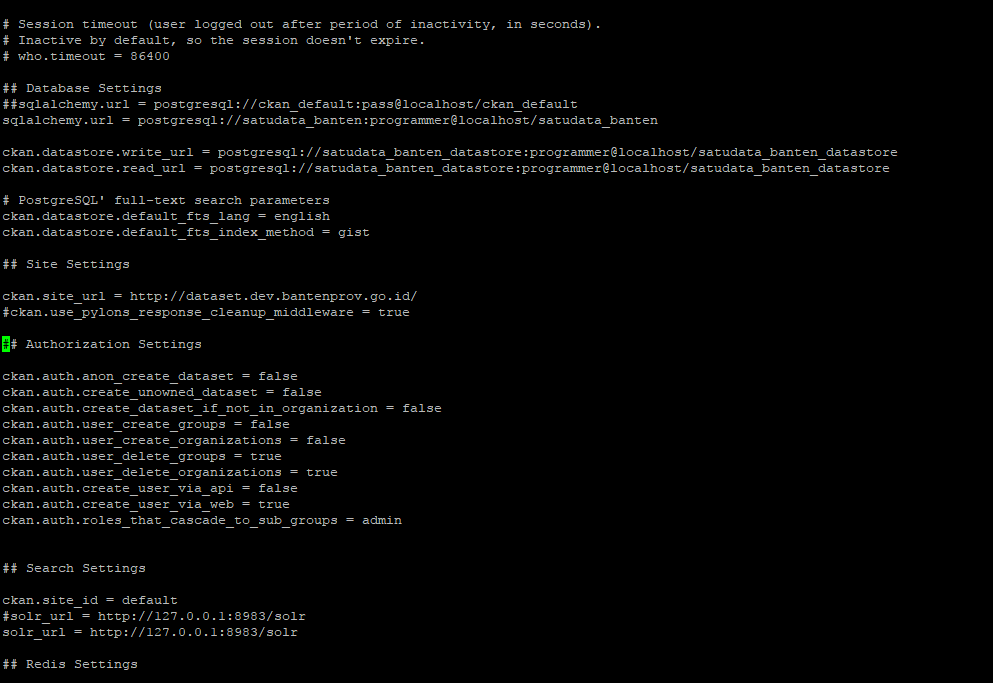 # Session timeout (user logged out after period of inactivity, in seconds).
# Inactive by default, so the session doesn't expire.
# who.timeout = 86400
## Database Settings
##sqlalchemy.url = postgresql://ckan_default:pass@localhost/ckan_default
sqlalchemy.url = postgresql://satudata_banten:programmer@localhost/satudata_banten
ckan.datastore.write_url = postgresql://satudata_banten_datastore:programmer@localhost/satudata_banten_datastore
ckan.datastore.read_url = postgresql://satudata_banten_datastore:programmer@localhost/satudata_banten_datastore
# PostgreSQL' full-text search parameters
ckan.datastore.default_fts_lang = english
ckan.datastore.default_fts_index_method = gist
## Site Settings
ckan.site_url = http://dataset.dev.bantenprov.go.id/
#ckan.use_pylons_response_cleanup_middleware = true
## Authorization Settings
ckan.auth.anon_create_dataset = false
ckan.auth.create_unowned_dataset = false
ckan.auth.create_dataset_if_not_in_organization = false
ckan.auth.user_create_groups = false
ckan.auth.user_create_organizations = false
ckan.auth.user_delete_groups = true
ckan.auth.user_delete_organizations = true
ckan.auth.create_user_via_api = false
ckan.auth.create_user_via_web = true
ckan.auth.roles_that_cascade_to_sub_groups = admin
## Search Settings
ckan.site_id = default
#solr_url = http://127.0.0.1:8983/solr
solr_url = http://127.0.0.1:8983/solr
## Redis Settings